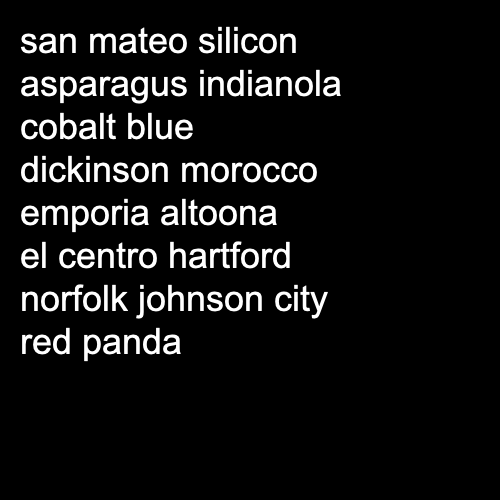 san mateo silicon
asparagus indianola
cobalt blue
dickinson morocco
emporia altoona
el centro hartford
norfolk johnson city
red panda